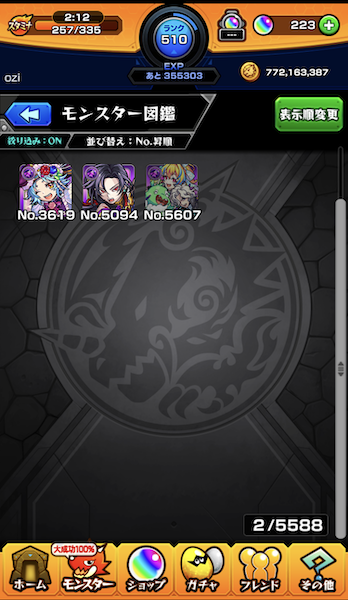 スタミナ
2:12
257/335
ランク
510
EXP
あと 355303
223
772,163,387
ozi
モンスター図鑑
表示順変更
絞り込み:ON
並び替え:No.昇順
No.3619
No.5094
No.5607
2/5588
大成功100%
ホーム
モンスター
ショップ
ガチャ
フレンド
その他